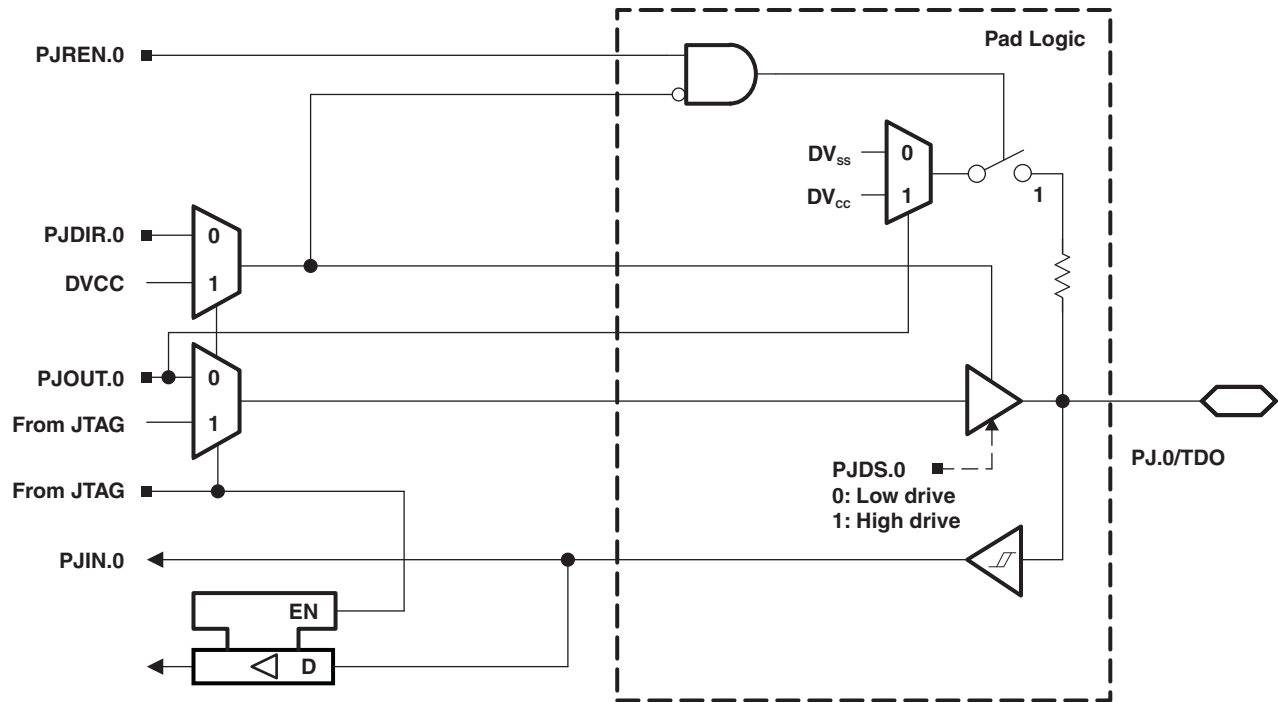 Pad Logic
PJREN.0
DVss
0
DVcc
1
1
PJDIR.0
0
DVCC
1
PJOUT.0
0
From JTAG
1
PJ.0/TDO
PJDS.0
0: Low drive
1: High drive
From JTAG
PJIN.0
EN
D